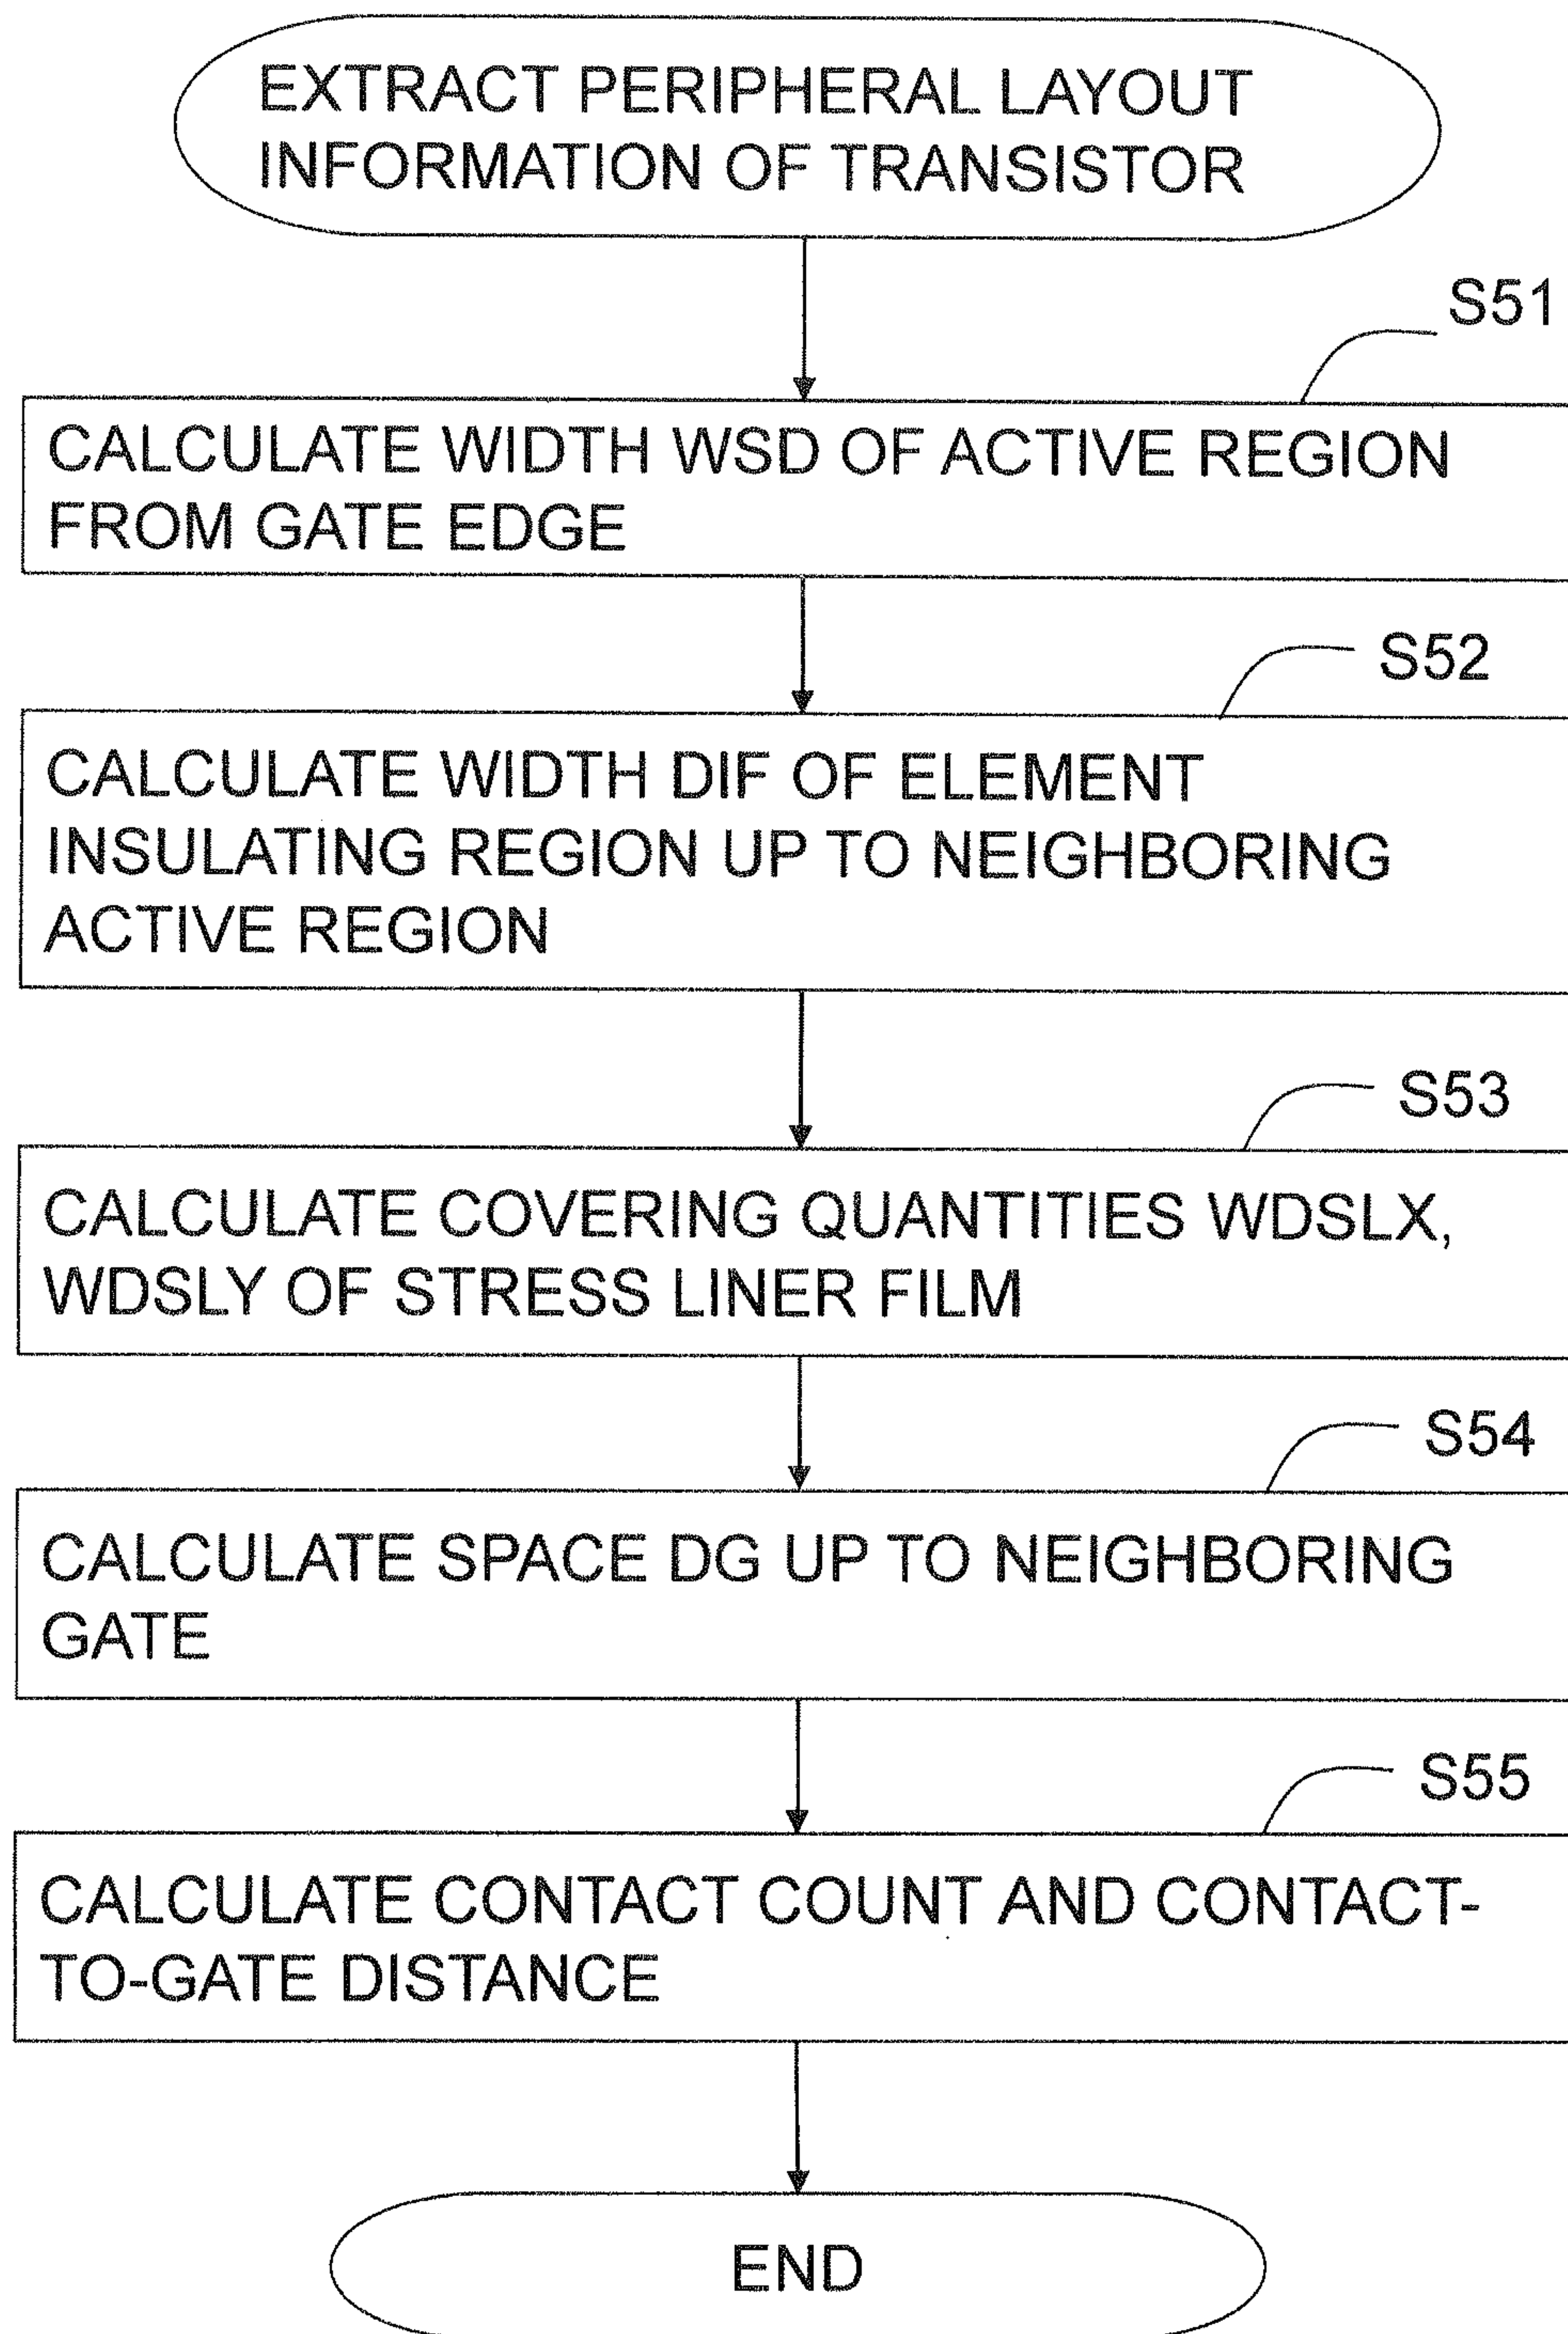 EXTRACT PERIPHERAL LAYOUT
INFORMATION OF TRANSISTOR
S51
CALCULATE WIDTH WSD OF ACTIVE REGION
FROM GATE EDGE
S52
CALCULATE WIDTH DIF OF ELEMENT
INSULATING REGION UP TO NEIGHBORING
ACTIVE REGION
S53
CALCULATE COVERING QUANTITIES WDSLX,
WDSLY OF STRESS LINER FILM
S54
CALCULATE SPACE DG UP TO NEIGHBORING
GATE
S55
CALCULATE CONTACT COUNT AND CONTACT-
TO-GATE DISTANCE
END